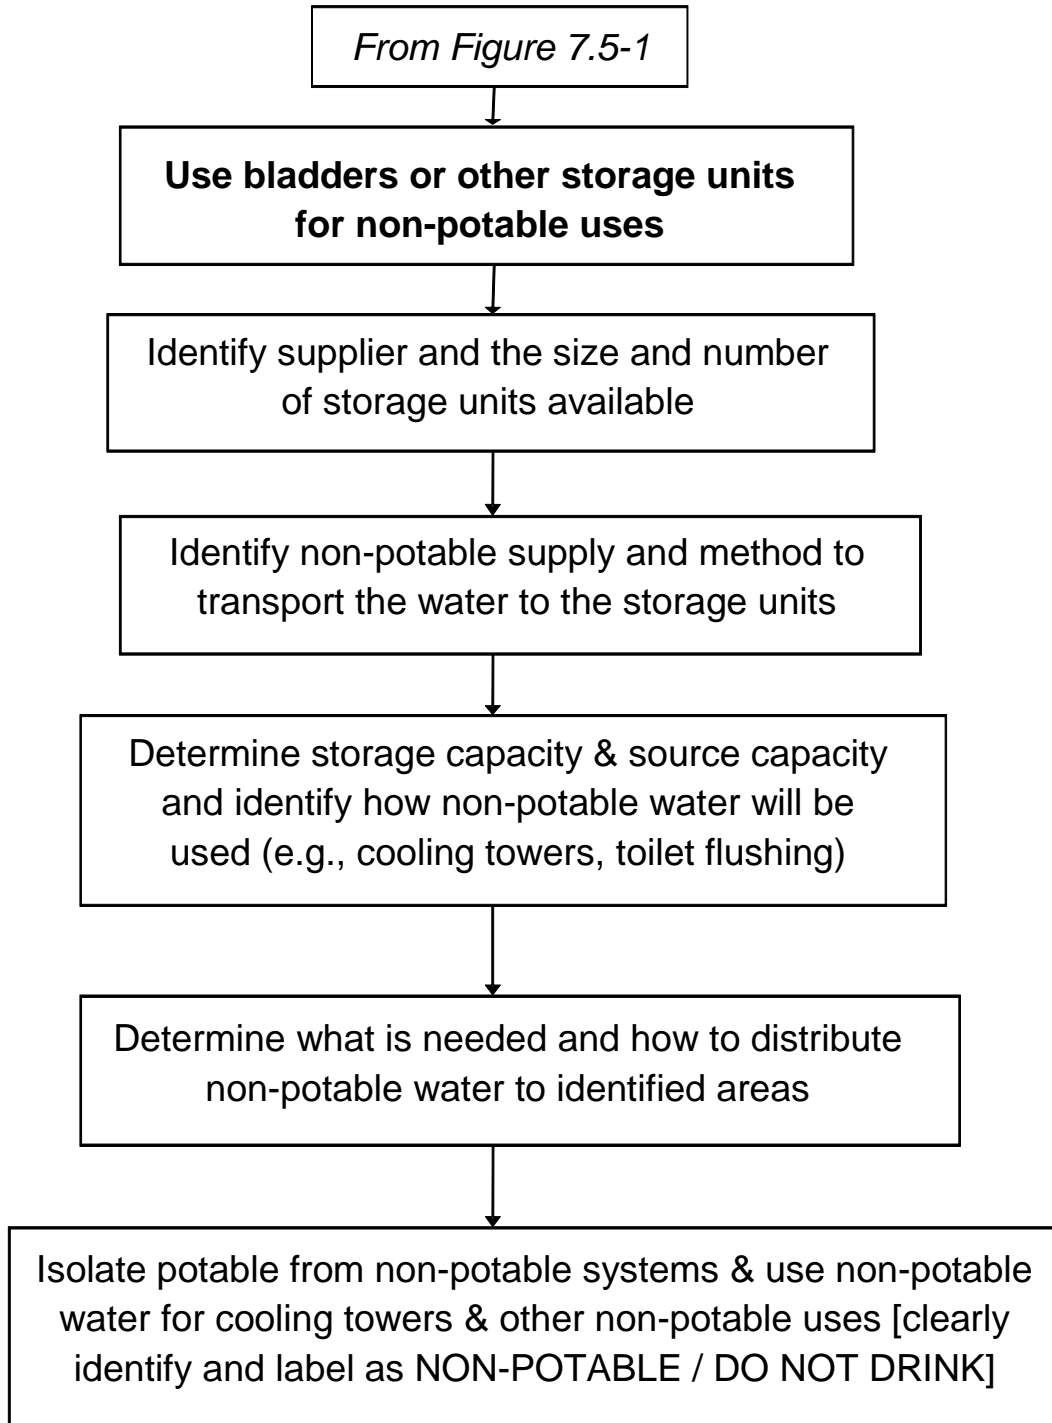 From Figure 7.5-1
Use bladders or other storage units
for non-potable uses
Identify supplier and the size and number
of storage units available
Identify non-potable supply and method to
transport the water to the storage units
Determine storage capacity & source capacity
and identify how non-potable water will be
used (e.g., cooling towers, toilet flushing)
Determine what is needed and how to distribute
non-potable water to identified areas
Isolate potable from non-potable systems & use non-potable
water for cooling towers & other non-potable uses [clearly
identify and label as NON-POTABLE / DO NOT DRINK]